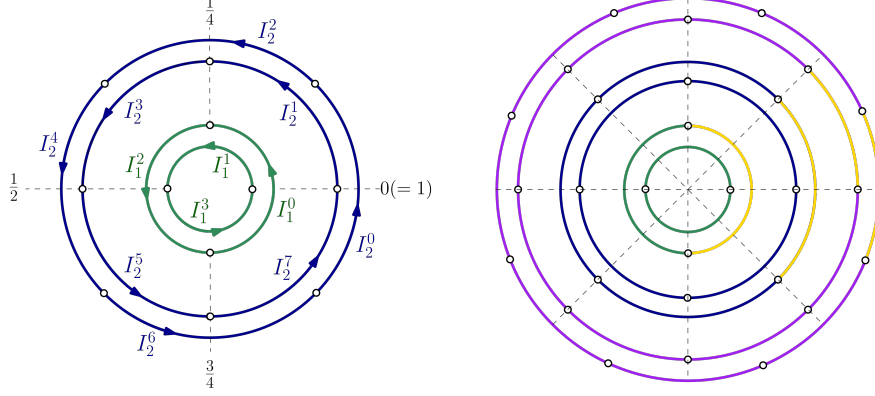 1/4
I_2^2
I_2^3
I_2^1
I_2^4
I_1^2
I_1^1
1/2
0(= 1)
I_1^3
I_1^0
I_2^0
I_2^5
I_2^7
I_2^6
3/4